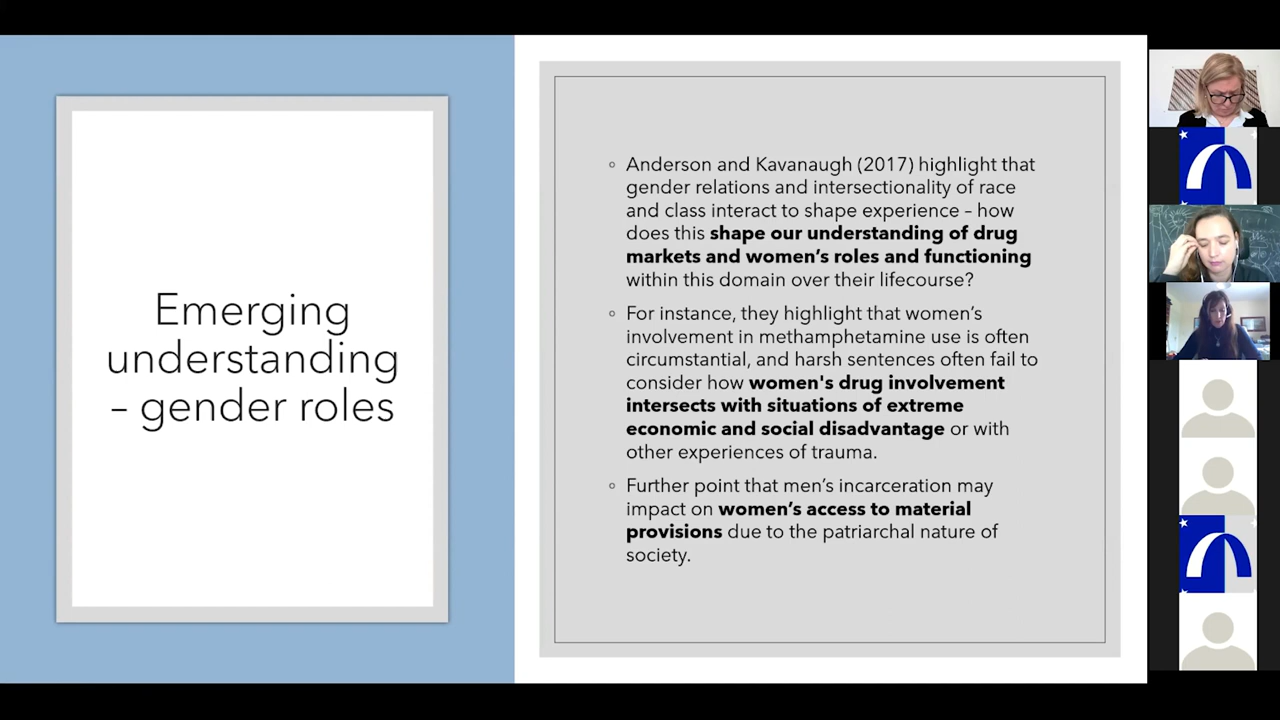 Emerging
understanding
– gender roles
Anderson and Kavanaugh (2017) highlight that
gender relations and intersectionality of race
and class interact to shape experience – how
does this shape our understanding of drug
markets and women’s roles and functioning
within this domain over their lifecourse?
For instance, they highlight that women’s
involvement in methamphetamine use is often
circumstantial, and harsh sentences often fail to
consider how women's drug involvement
intersects with situations of extreme
economic and social disadvantage or with
other experiences of trauma.
Further point that men’s incarceration may
impact on women’s access to material
provisions due to the patriarchal nature of
society.